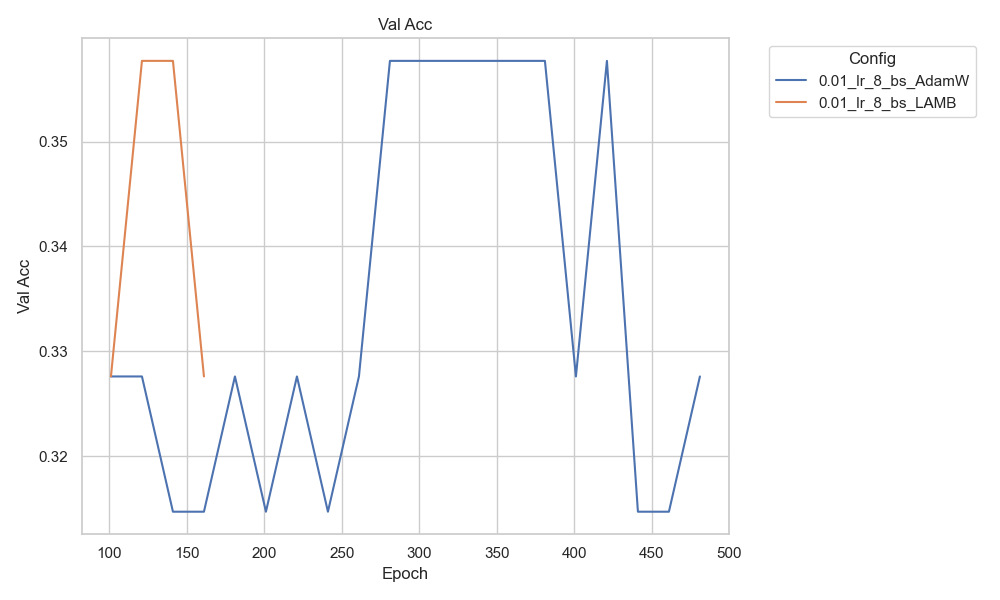 Val Acc
Config
0.01_lr_8_bs_AdamW
0.01_lr_8_bs_LAMB
Val Acc
0.35
0.34
0.33
0.32
100 150 200 250 300 350 400 450 500
Epoch